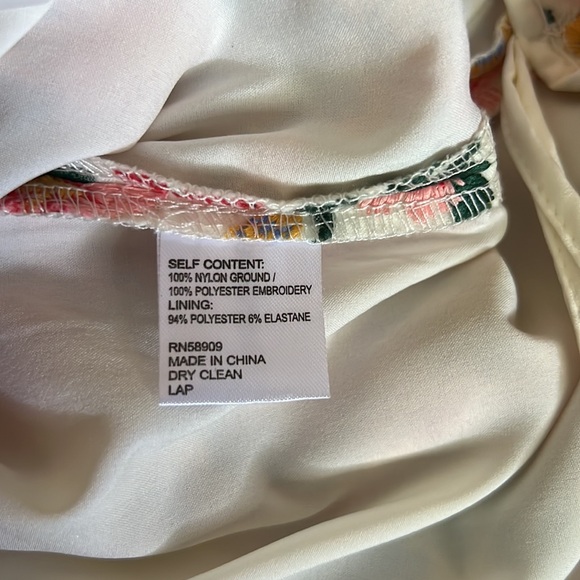 SELF CONTENT:
100% NYLON GROUND /
100% POLYESTER EMBROIDERY
LINING:
94% POLYESTER 6% ELASTANE
RN58909
MADE IN CHINA
DRY CLEAN
LAP